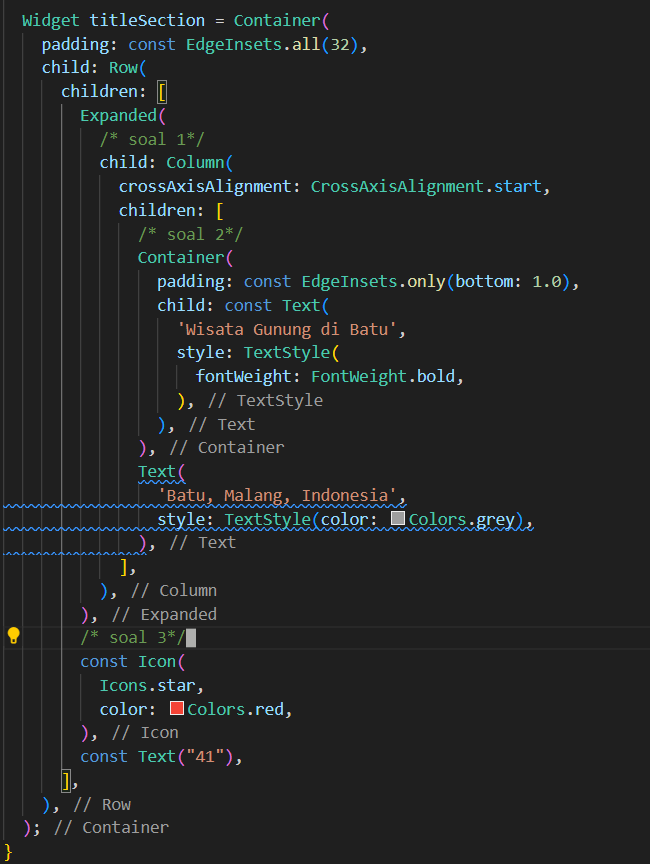 Widget titleSection = Container(
  padding: const EdgeInsets.all(32),
  child: Row(
    children: [
      Expanded(
        /* soal 1*/
        child: Column(
          crossAxisAlignment: CrossAxisAlignment.start,
          children: [
            /* soal 2*/
            Container(
              padding: const EdgeInsets.only(bottom: 1.0),
              child: const Text(
                'Wisata Gunung di Batu',
                style: TextStyle(
                  fontWeight: FontWeight.bold,
                ), // TextStyle
              ), // Text
            ), // Container
            Text(
              'Batu, Malang, Indonesia',
              style: TextStyle(color: Colors.grey),
            ), // Text
          ],
        ), // Column
      ), // Expanded
      /* soal 3*/
      const Icon(
        Icons.star,
        color: Colors.red,
      ), // Icon
      const Text("41"),
    ],
  ), // Row
); // Container
}